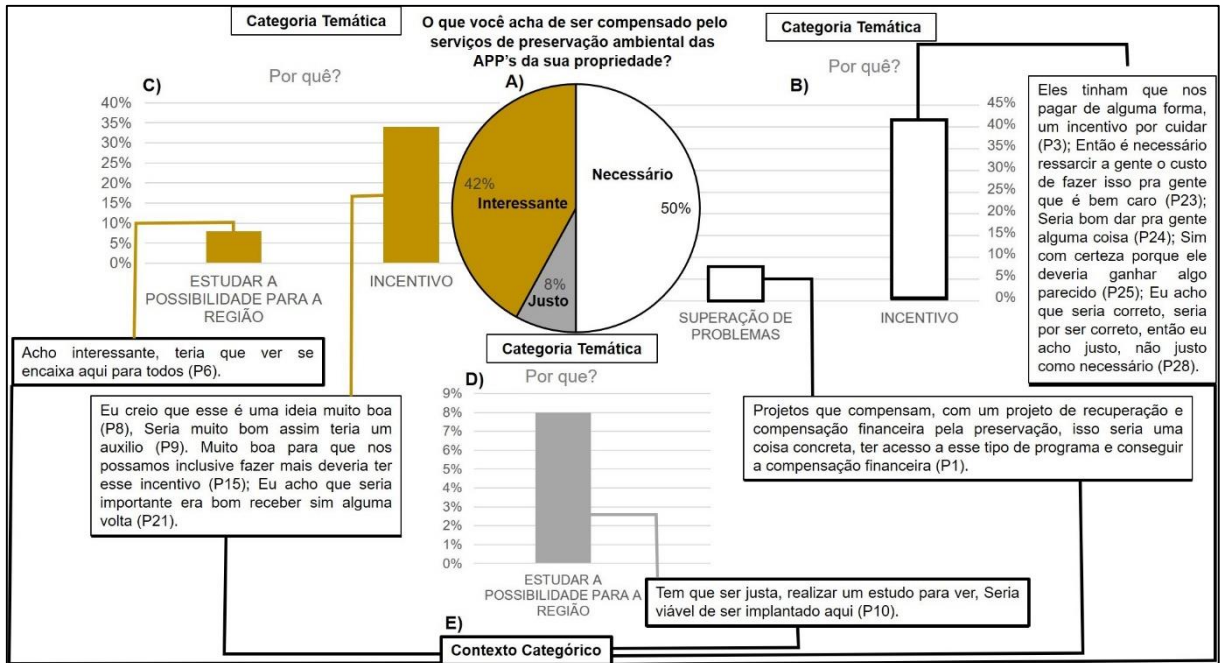 Categoria Temática
O que você acha de ser compensado pelo
serviços de preservação ambiental das
APP's da sua propriedade?
Categoria Temática
C)
Por quê?
40%
35%
30%
25%
20%
15%
10%
5%
0%
ESTUDAR A
POSSIBILIDADE PARA A
REGIÃO
INCENTIVO
A)
42%
Interessante
Necessário
50%
8%
Justo
B)
Por quê?
45%
40%
35%
30%
25%
20%
15%
10%
5%
0%
SUPERAÇÃO DE
PROBLEMAS
INCENTIVO
Eles tinham que nos
pagar de alguma forma,
um incentivo por cuidar
(P3); Então é necessário
ressarcir a gente o custo
de fazer isso pra gente
que é bem caro (P23);
Seria bom dar pra gente
alguma coisa (P24); Sim
com certeza porque ele
deveria ganhar algo
parecido (P25); Eu acho
que seria correto, seria
por ser correto, então eu
acho justo, não justo
como necessário (P28).
Acho interessante, teria que ver se
encaixa aqui para todos (P6).
Eu creio que esse é uma ideia muito boa
(P8), Seria muito bom assim teria um
auxilio (P9). Muito boa para que nos
possamos inclusive fazer mais deveria ter
esse incentivo (P15); Eu acho que seria
importante era bom receber sim alguma
volta (P21).
Categoria Temática
D)
Por que?
9%
8%
7%
6%
5%
4%
3%
2%
1%
0%
ESTUDAR A
POSSIBILIDADE PARA A
REGIÃO
Projetos que compensam, com um projeto de recuperação e
compensação financeira pela preservação, isso seria uma
coisa concreta, ter acesso a esse tipo de programa e conseguir
a compensação financeira (P1).
Tem que ser justa, realizar um estudo para ver, Seria
viável de ser implantado aqui (P10).
E)
Contexto Categórico